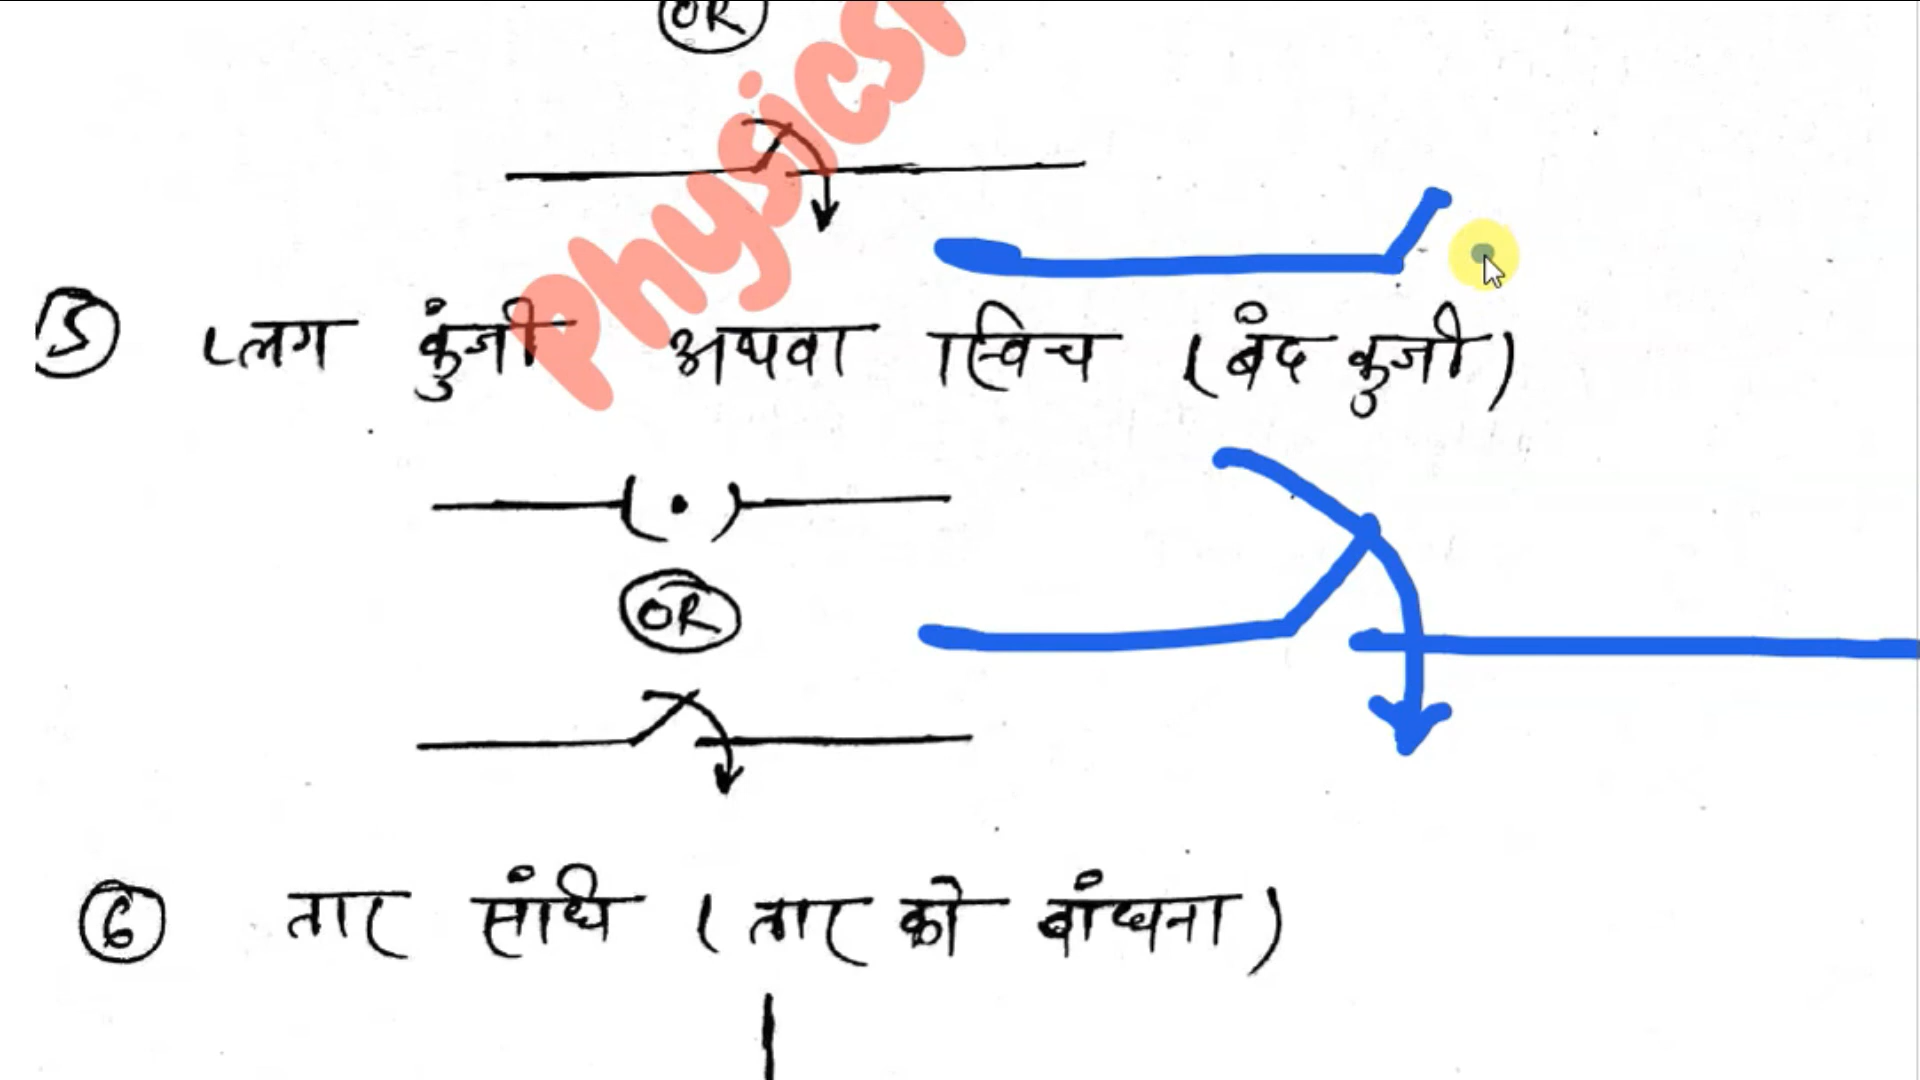 OR
Physics
5 प्लग कुंजी अथवा स्विच (बंद कुजी)
OR
6 तार सांधि (तार को बांधना)